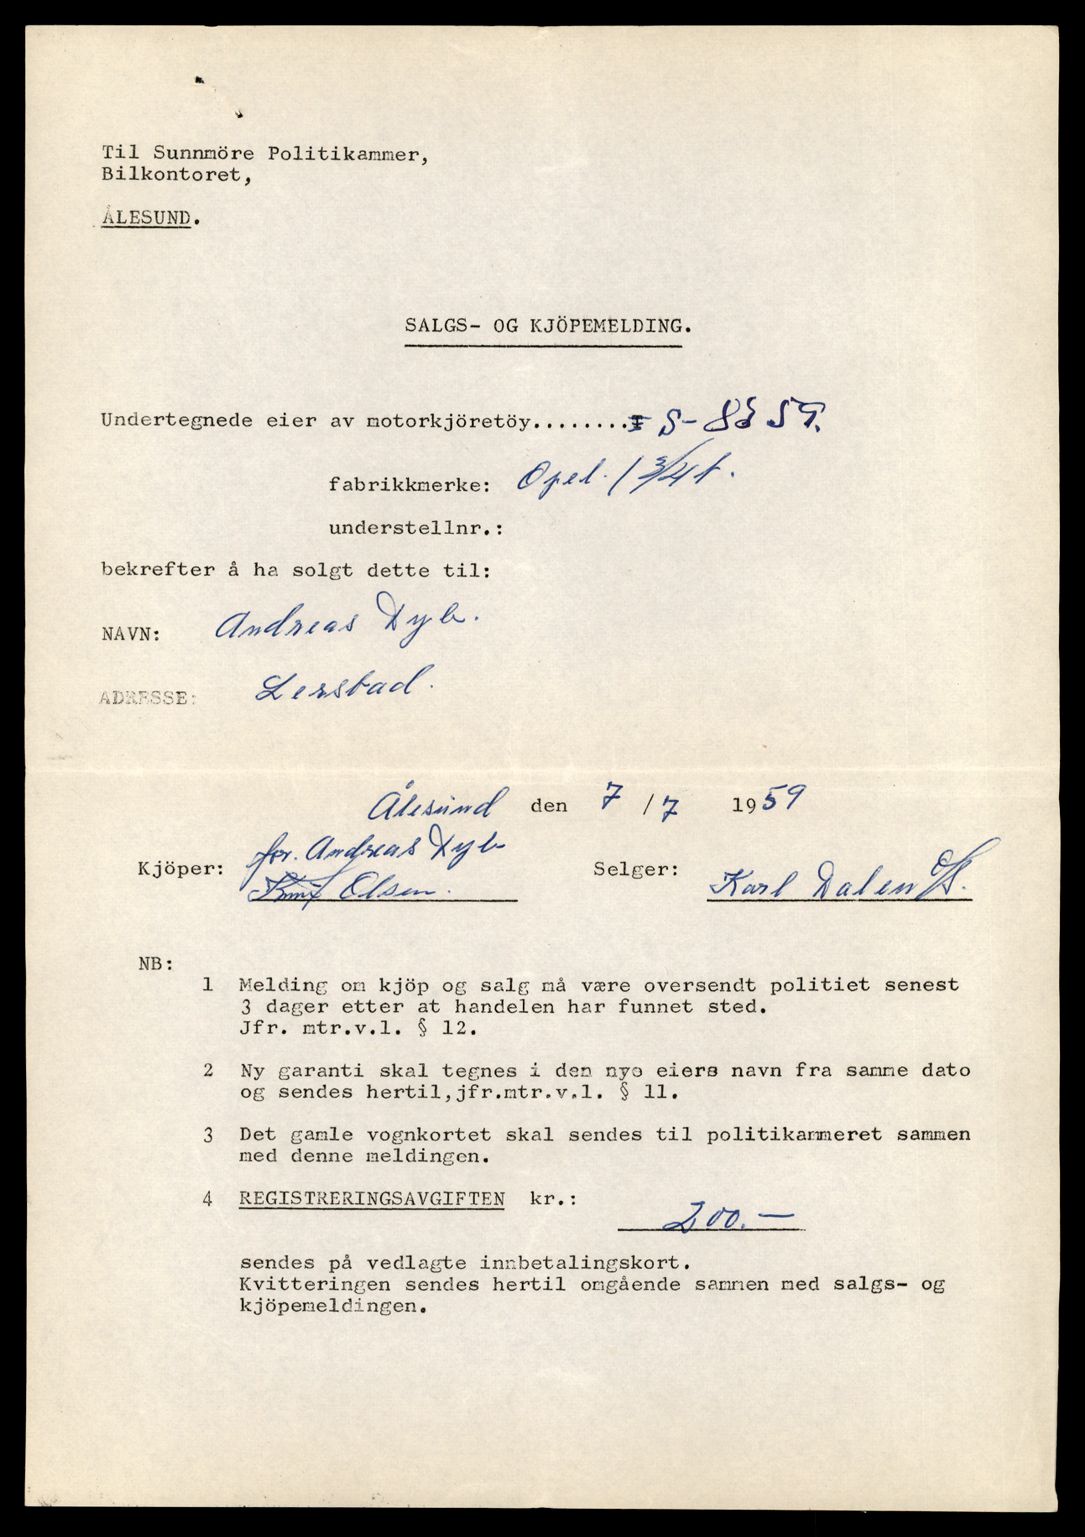 Til Sunnmöre Politikammer,
Bilkontoret,
ÅLESUND.
SALGS- OG KJÖPEMELDING.
Undertegnede eier av motorkjöretöy........ S-8859.
fabrikkmerke: Opel. 1 3/4 t.
understellnr.:
bekrefter å ha solgt dette til:
NAVN: Andreas Dyb.
ADRESSE: Lerstad.
Ålesund den 7/7 1959
for. Andreas Dyb
Kjöper: Knut Olsen. Selger: Karl Dalen A/S.
NB:
1 Melding om kjöp og salg må være oversendt politiet senest
3 dager etter at handelen har funnet sted.
Jfr. mtr.v.l. § 12.
2 Ny garanti skal tegnes i den nye eiers navn fra samme dato
og sendes hertil,jfr.mtr.v.l. § 11.
3 Det gamle vognkortet skal sendes til politikammeret sammen
med denne meldingen.
4 REGISTRERINGSAVGIFTEN kr.: 200.—
sendes på vedlagte innbetalingskort.
Kvitteringen sendes hertil omgående sammen med salgs- og
kjöpemeldingen.